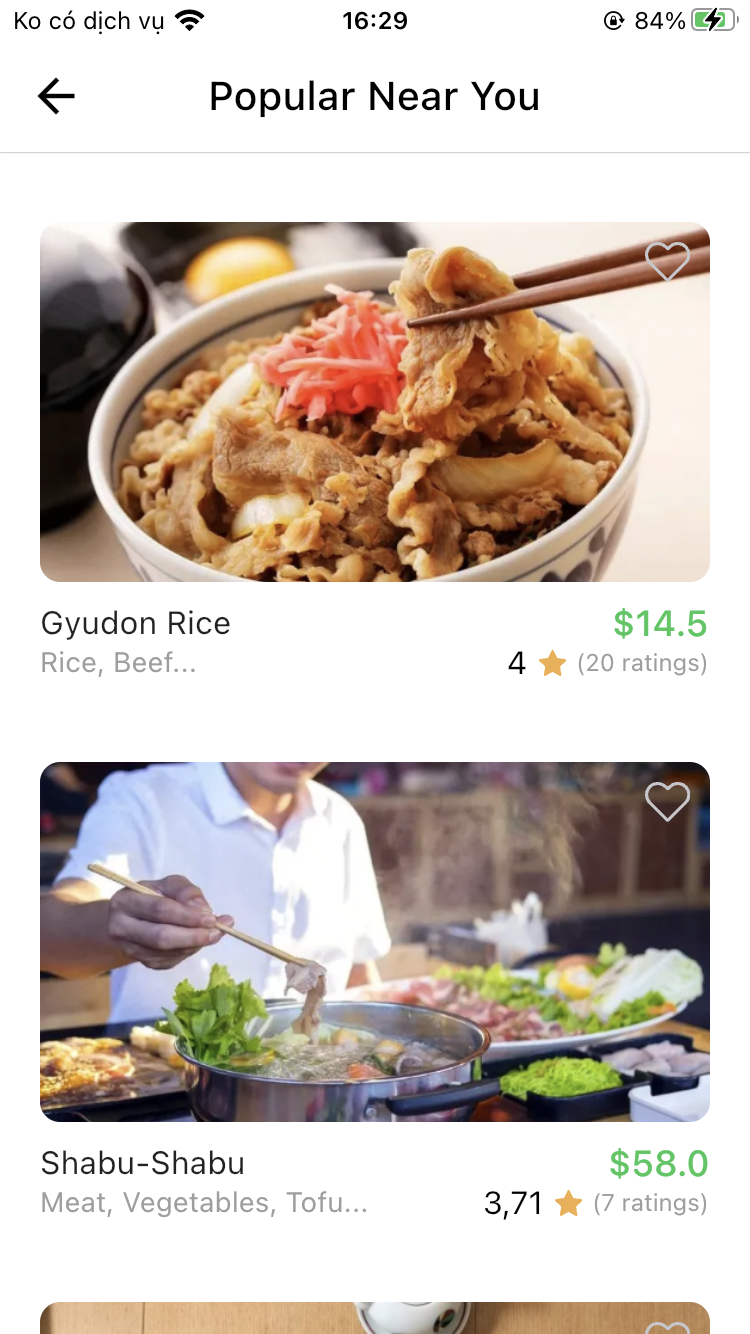 Ko có dịch vụ 16:29 84%
Popular Near You
Gyudon Rice $14.5
Rice, Beef... 4 (20 ratings)
Shabu-Shabu $58.0
Meat, Vegetables, Tofu... 3,71 (7 ratings)